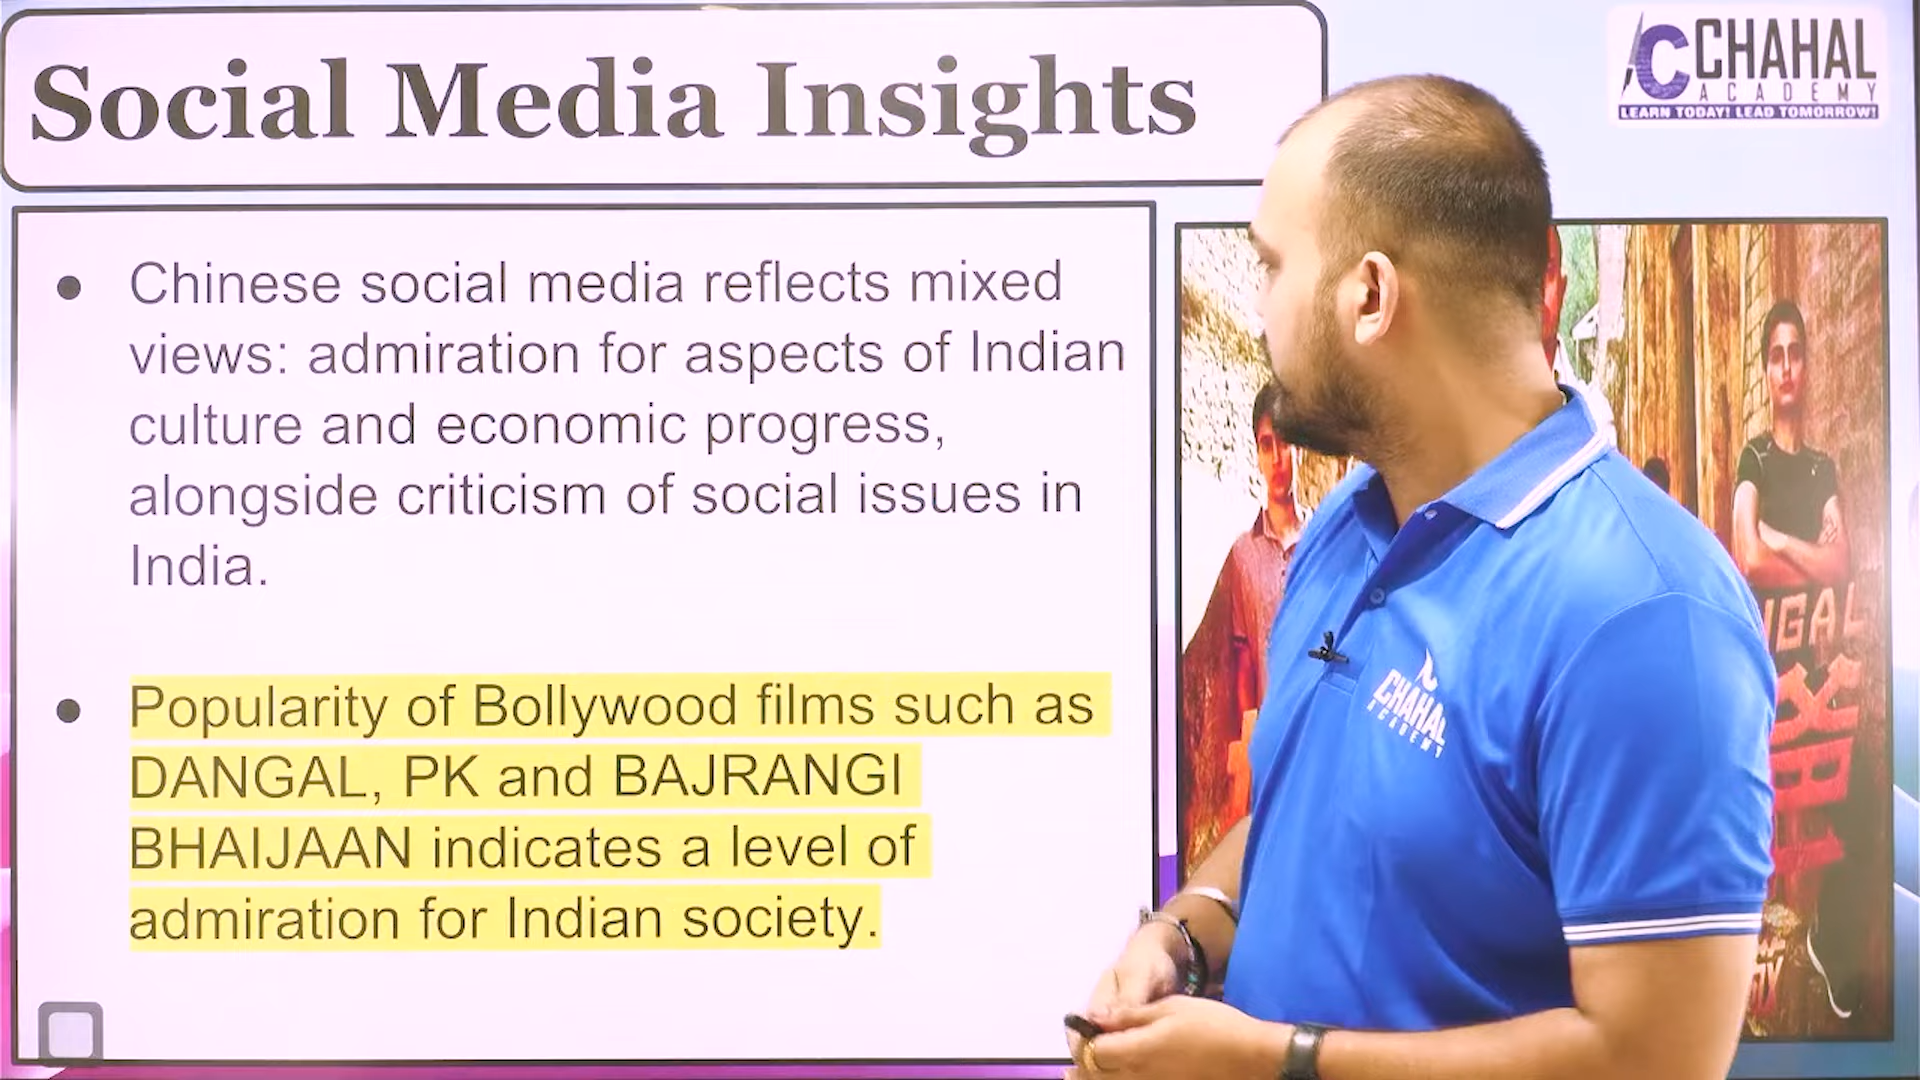 Social Media Insights
CHAHAL
ACADEMY
LEARN TODAY! LEAD TOMORROW!
• Chinese social media reflects mixed
views: admiration for aspects of Indian
culture and economic progress,
alongside criticism of social issues in
India.
• Popularity of Bollywood films such as
DANGAL, PK and BAJRANGI
BHAIJAAN indicates a level of
admiration for Indian society.
CHAHAL
ACADEMY